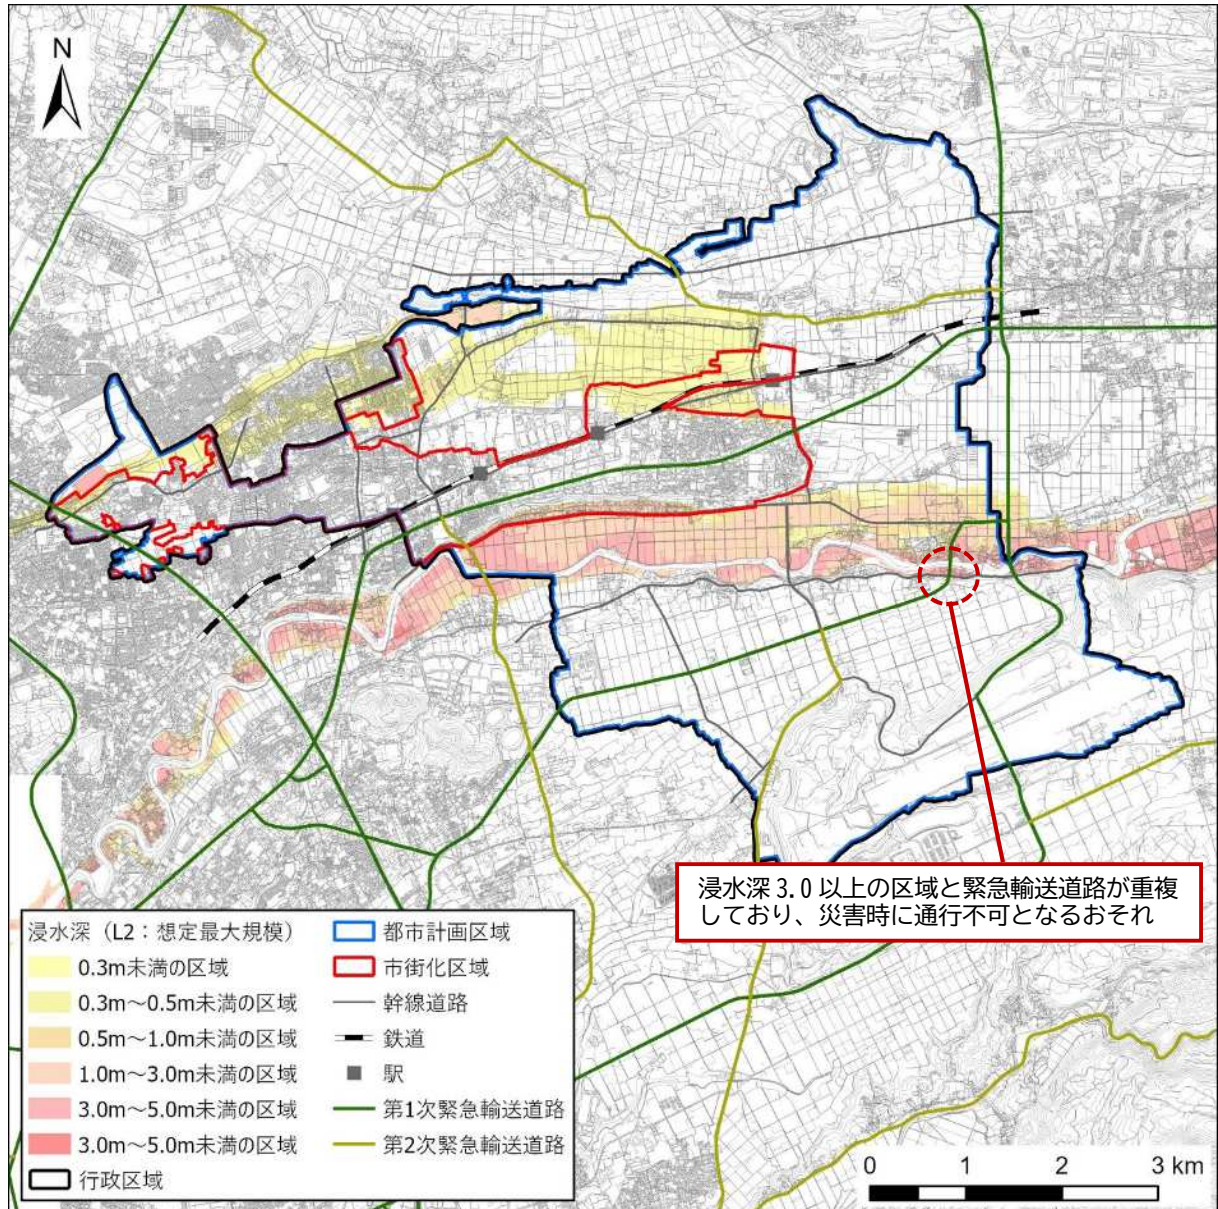 N
浸水深 3.0 以上の区域と緊急輸送道路が重複
しており、災害時に通行不可となるおそれ
浸水深（L2：想定最大規模）
0.3m未満の区域
0.3m～0.5m未満の区域
0.5m～1.0m未満の区域
1.0m～3.0m未満の区域
3.0m～5.0m未満の区域
3.0m～5.0m未満の区域
行政区域
都市計画区域
市街化区域
幹線道路
鉄道
駅
第1次緊急輸送道路
第2次緊急輸送道路
0 1 2 3 km